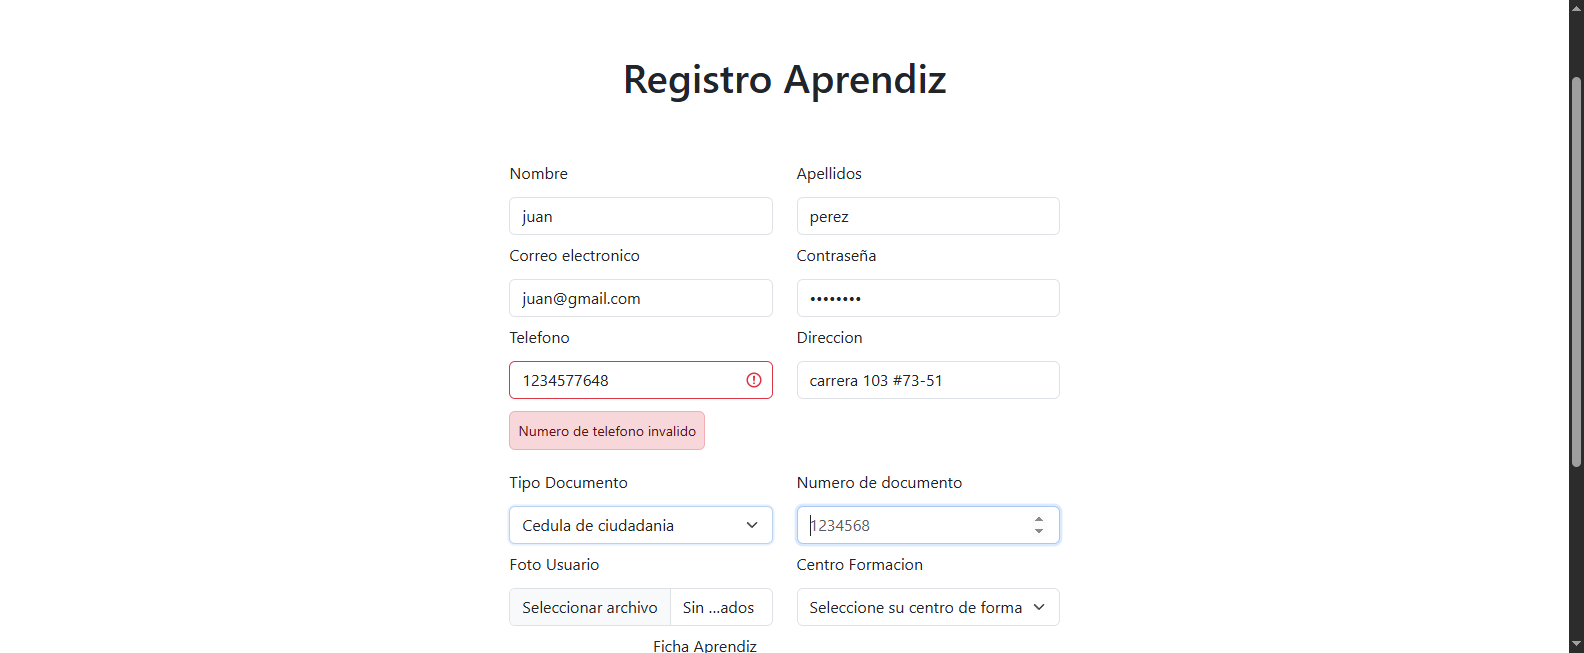 Registro Aprendiz
Nombre
Apellidos
juan
perez
Correo electronico
Contraseña
juan@gmail.com
••••••••
Telefono
Direccion
1234577648
carrera 103 #73-51
Numero de telefono invalido
Tipo Documento
Numero de documento
Cedula de ciudadania
1234568
Foto Usuario
Centro Formacion
Seleccionar archivo
Sin ...ados
Seleccione su centro de forma
Ficha Aprendiz